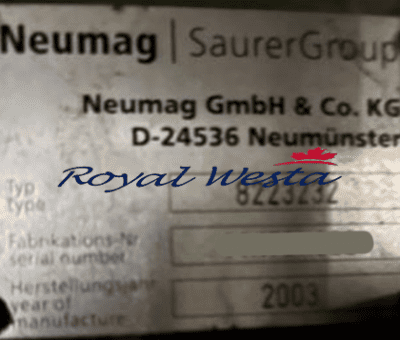 Neumag | SaurerGroup
Neumag GmbH & Co. KG
D-24536 Neumünster
Royal Westa
Typ
type
8223232
Fabrikations-Nr
serial number
Herstellungsjahr
year of
manufacture
2003